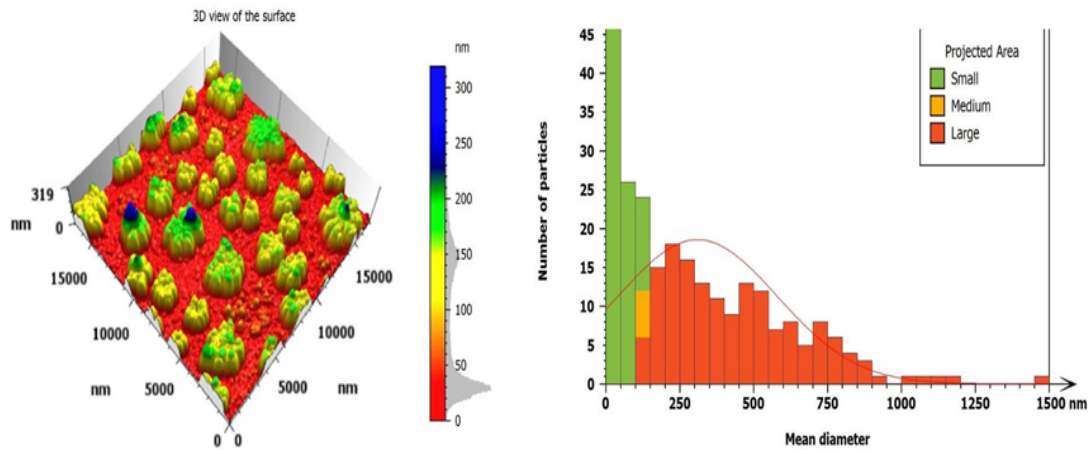 3D view of the surface
nm
300
250
200
150
100
50
0
319
nm
0
15000
10000
nm
5000
0
0
5000
nm
10000
15000
45
40
35
30
25
20
15
10
5
0
Number of particles
Projected Area
Small
Medium
Large
0
250
500
750
1000
1250
1500 nm
Mean diameter